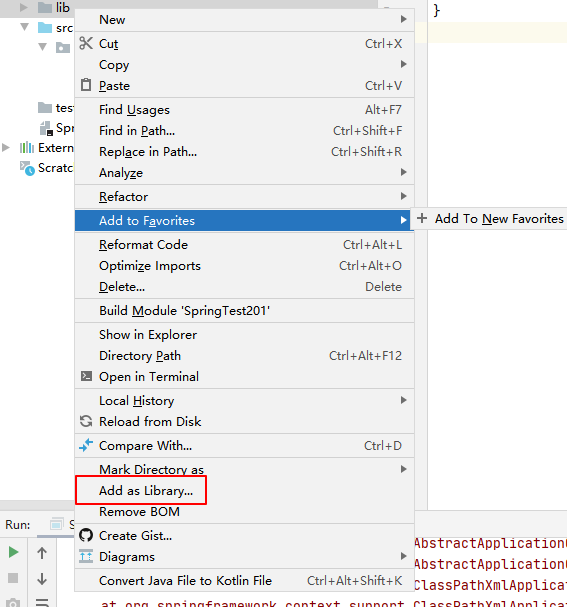 lib
}
src
test
Spr
Extern
Scratc
New
Cut Ctrl+X
Copy
Paste Ctrl+V
Find Usages Alt+F7
Find in Path... Ctrl+Shift+F
Replace in Path... Ctrl+Shift+R
Analyze
Refactor
Add to Favorites
Add To New Favorites
Reformat Code Ctrl+Alt+L
Optimize Imports Ctrl+Alt+O
Delete... Delete
Build Module 'SpringTest201'
Show in Explorer
Directory Path Ctrl+Alt+F12
Open in Terminal
Local History
Reload from Disk
Compare With... Ctrl+D
Mark Directory as
Add as Library...
Remove BOM
Create Gist...
Diagrams
Convert Java File to Kotlin File Ctrl+Alt+Shift+K
Run: S
AbstractApplicationC
AbstractApplicationC
ClassPathXmlApplica
at org.springframework.context.support.ClassPathXmlApplica